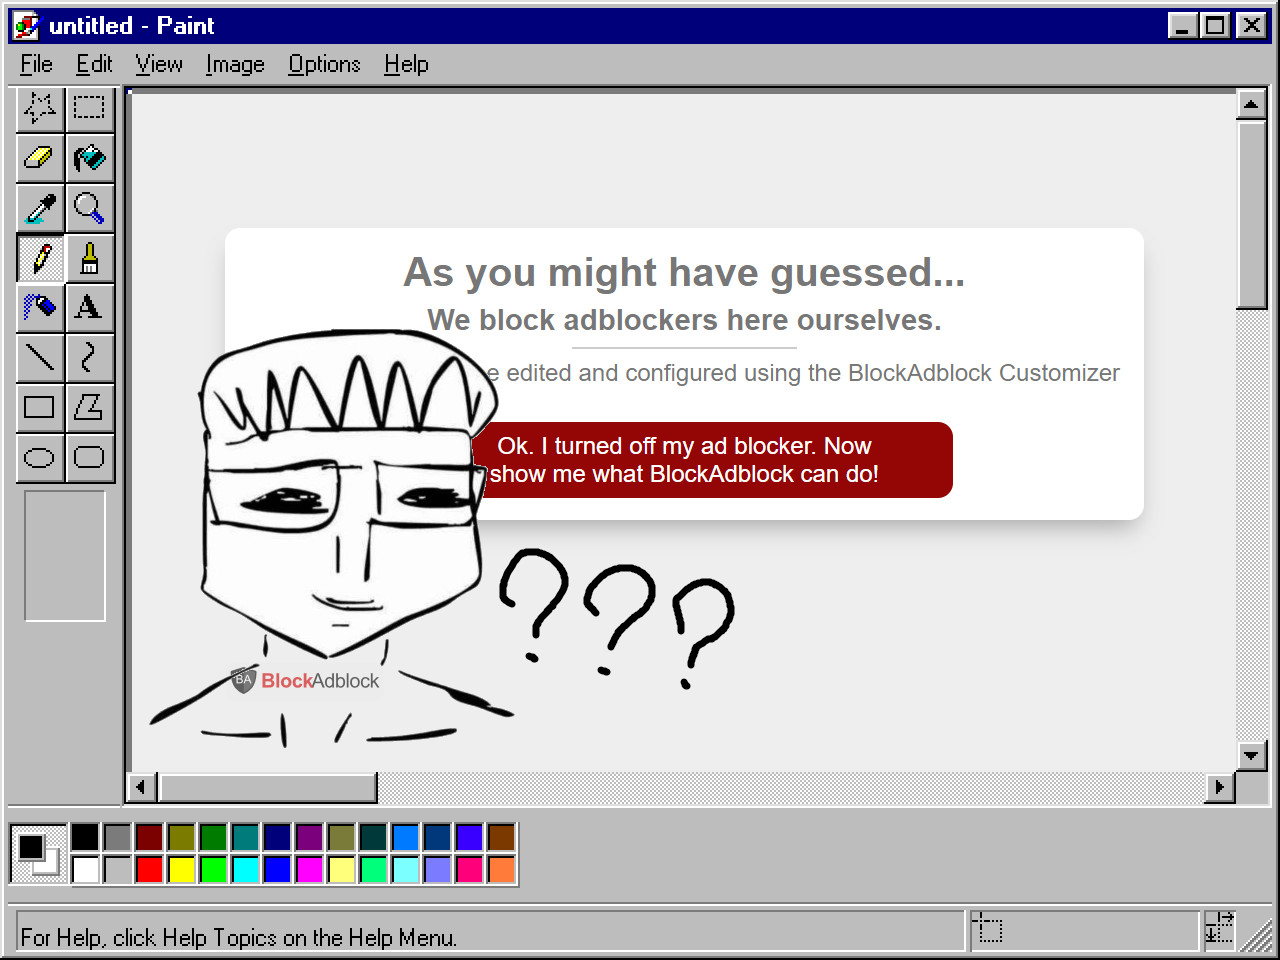 untitled - Paint
File Edit View Image Options Help
As you might have guessed...
We block adblockers here ourselves.
edited and configured using the BlockAdblock Customizer
Ok. I turned off my ad blocker. Now
show me what BlockAdblock can do!
???
BA BlockAdblock
A
For Help, click Help Topics on the Help Menu.